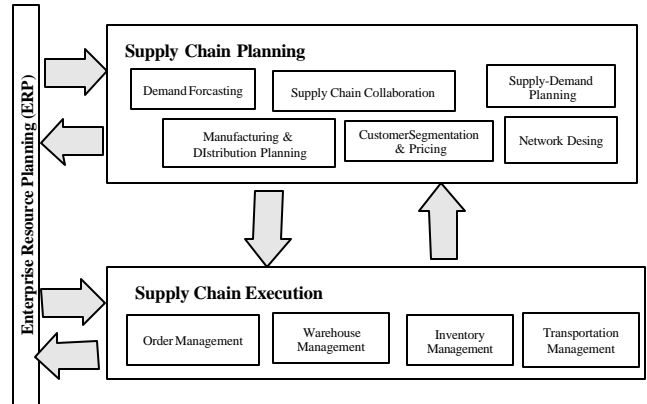 Enterprise Resource Planning (ERP)
Supply Chain Planning
Demand Forcasting
Supply Chain Collaboration
Supply-Demand
Planning
Manufacturing &
DIstribution Planning
CustomerSegmentation
& Pricing
Network Desing
Supply Chain Execution
Order Management
Warehouse
Management
Inventory
Management
Transportation
Management